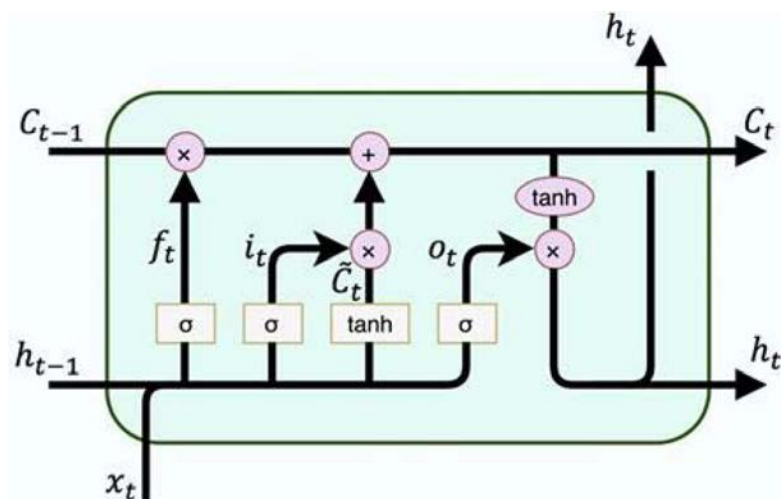 h_t
C_{t-1} × + C_t
tanh
f_t i_t × o_t ×
C̃_t
σ σ tanh σ
h_{t-1} h_t
x_t